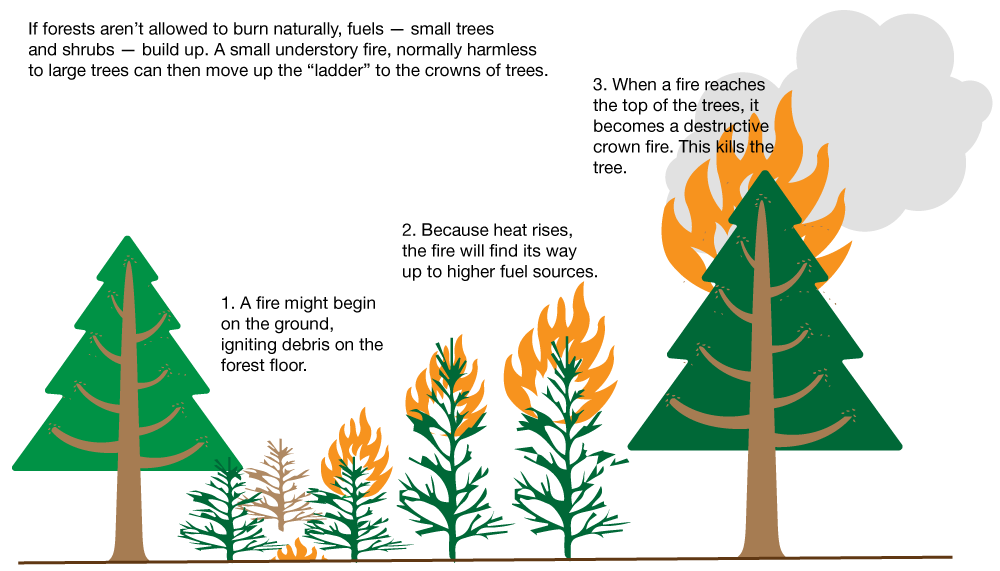 If forests aren’t allowed to burn naturally, fuels — small trees
and shrubs — build up. A small understory fire, normally harmless
to large trees can then move up the “ladder” to the crowns of trees.
1. A fire might begin
on the ground,
igniting debris on the
forest floor.
2. Because heat rises,
the fire will find its way
up to higher fuel sources.
3. When a fire reaches
the top of the trees, it
becomes a destructive
crown fire. This kills the
tree.